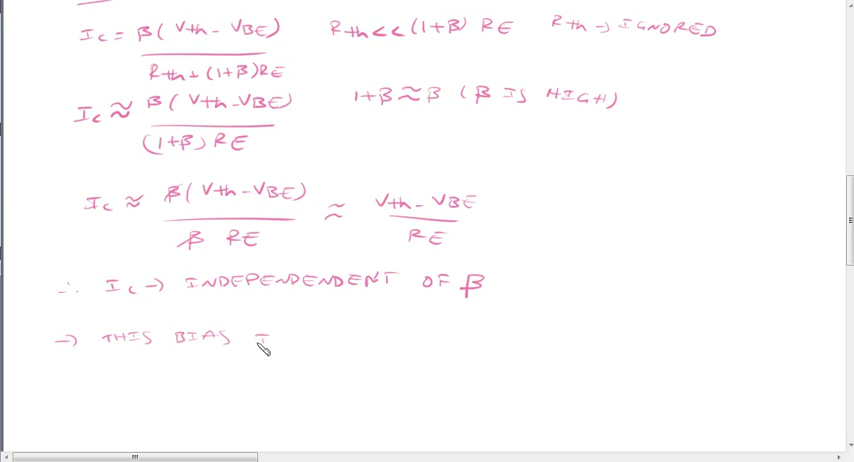 Ic = β(Vth - VBE) Rth << (1+β) RE Rth → IGNORED
Rth + (1+β)RE
Ic ≈ β(Vth - VBE) 1+β ≈ β (β IS HIGH)
(1+β) RE
Ic ≈ β(Vth - VBE) ≈ Vth - VBE
β RE RE
∴ Ic → INDEPENDENDENT OF β
→ THIS BIAS I